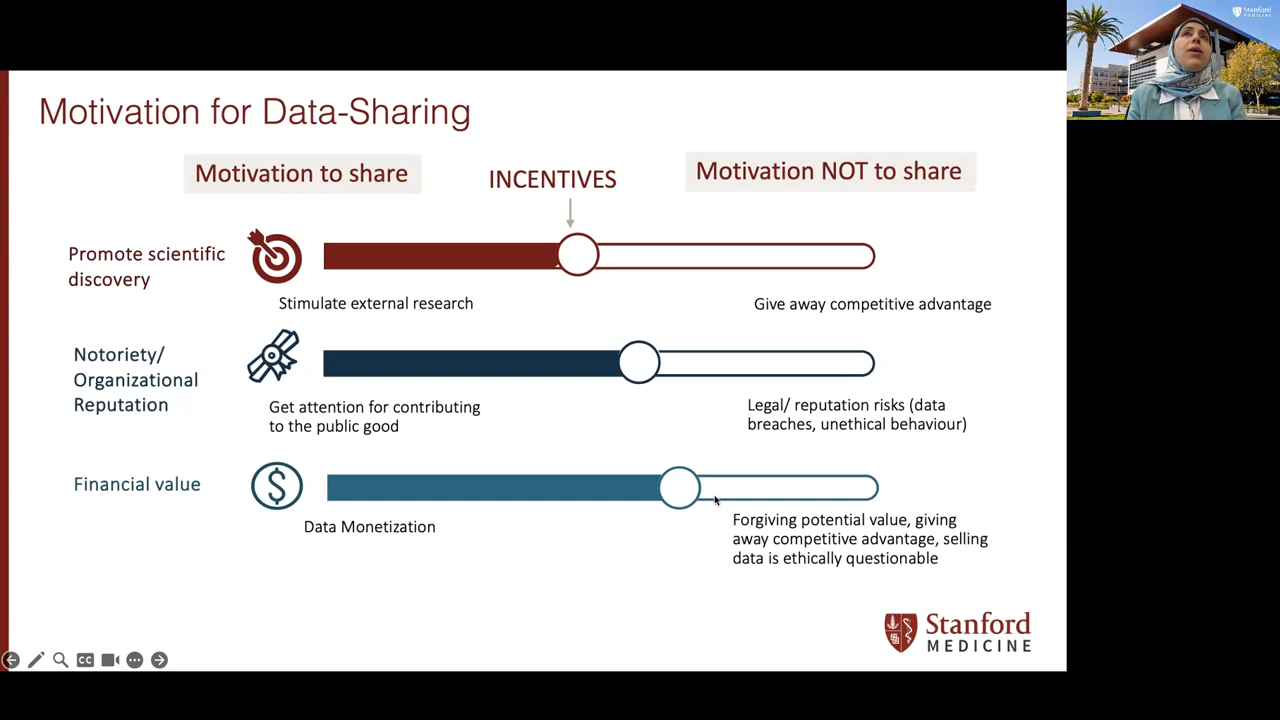 Motivation for Data-Sharing
Motivation to share
INCENTIVES
Motivation NOT to share
Promote scientific
discovery
Stimulate external research
Give away competitive advantage
Notoriety/
Organizational
Reputation
Get attention for contributing
to the public good
Legal/ reputation risks (data
breaches, unethical behaviour)
Financial value
$
Data Monetization
Forgiving potential value, giving
away competitive advantage, selling
data is ethically questionable
Stanford
MEDICINE
CC
Stanford
MEDICINE